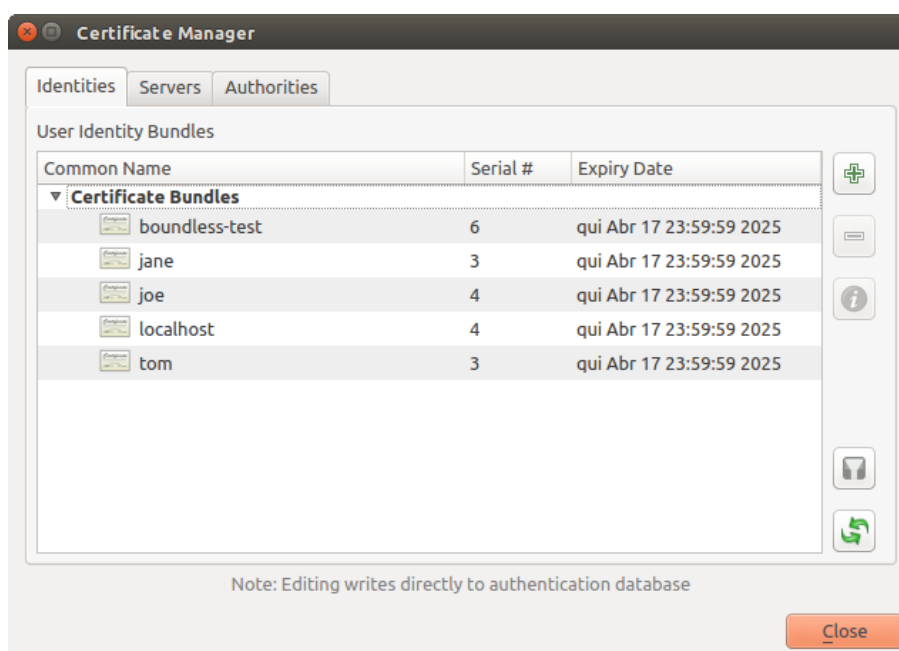 Certificate Manager
Identities Servers Authorities
User Identity Bundles
Common Name Serial # Expiry Date
Certificate Bundles
boundless-test 6 qui Abr 17 23:59:59 2025
jane 3 qui Abr 17 23:59:59 2025
joe 4 qui Abr 17 23:59:59 2025
localhost 4 qui Abr 17 23:59:59 2025
tom 3 qui Abr 17 23:59:59 2025
Note: Editing writes directly to authentication database
Close